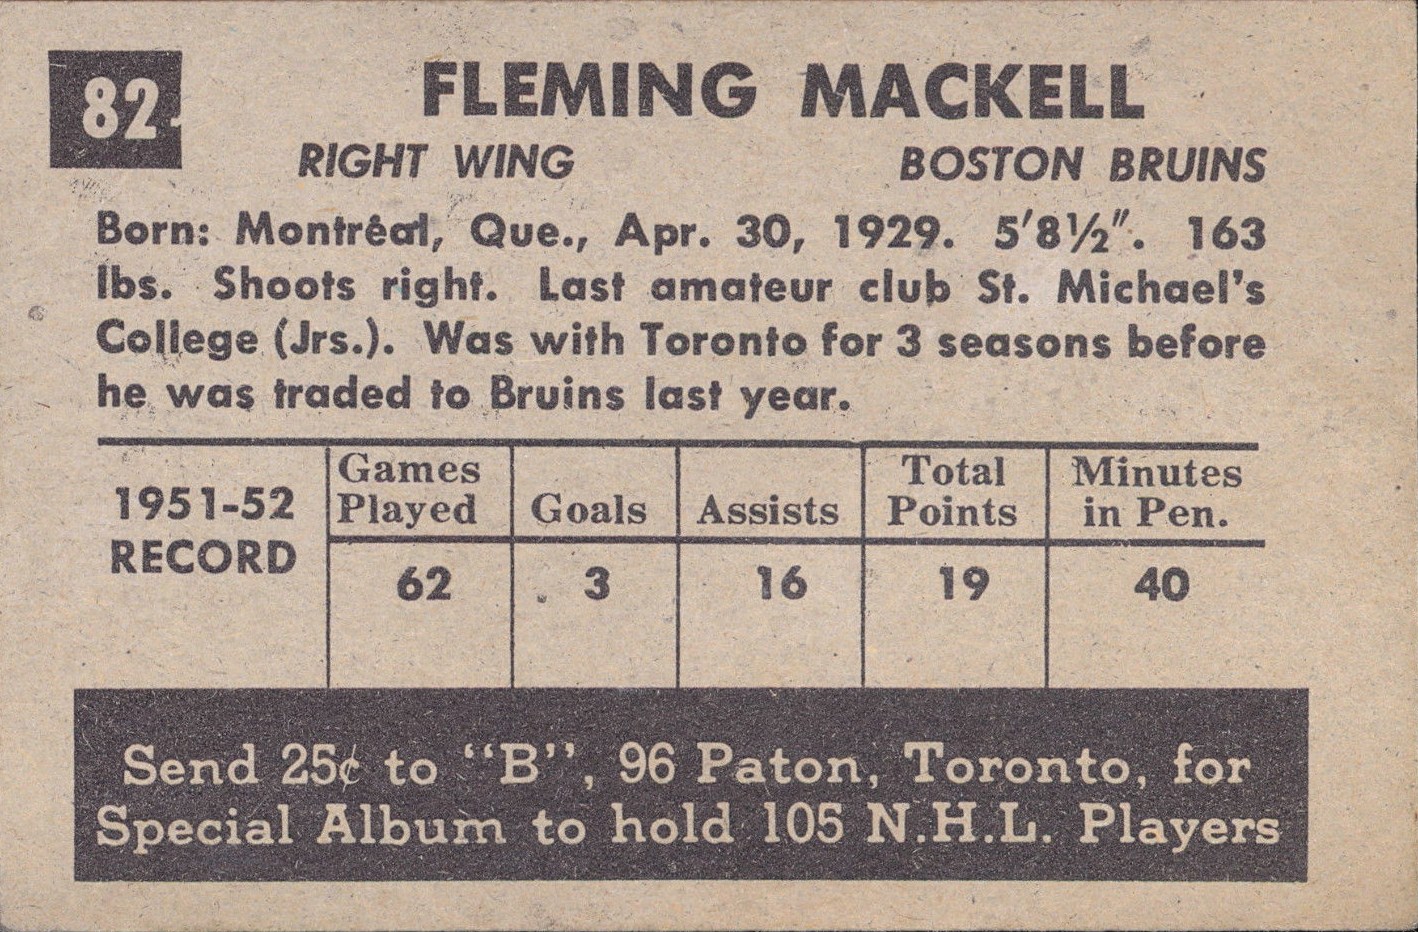 82
FLEMING MACKELL
RIGHT WING BOSTON BRUINS
Born: Montréal, Que., Apr. 30, 1929. 5'8½". 163
lbs. Shoots right. Last amateur club St. Michael's
College (Jrs.). Was with Toronto for 3 seasons before
he was traded to Bruins last year.
1951-52 RECORD
Games Played Goals Assists Total Points Minutes in Pen.
62 3 16 19 40
Send 25¢ to "B", 96 Paton, Toronto, for
Special Album to hold 105 N.H.L. Players